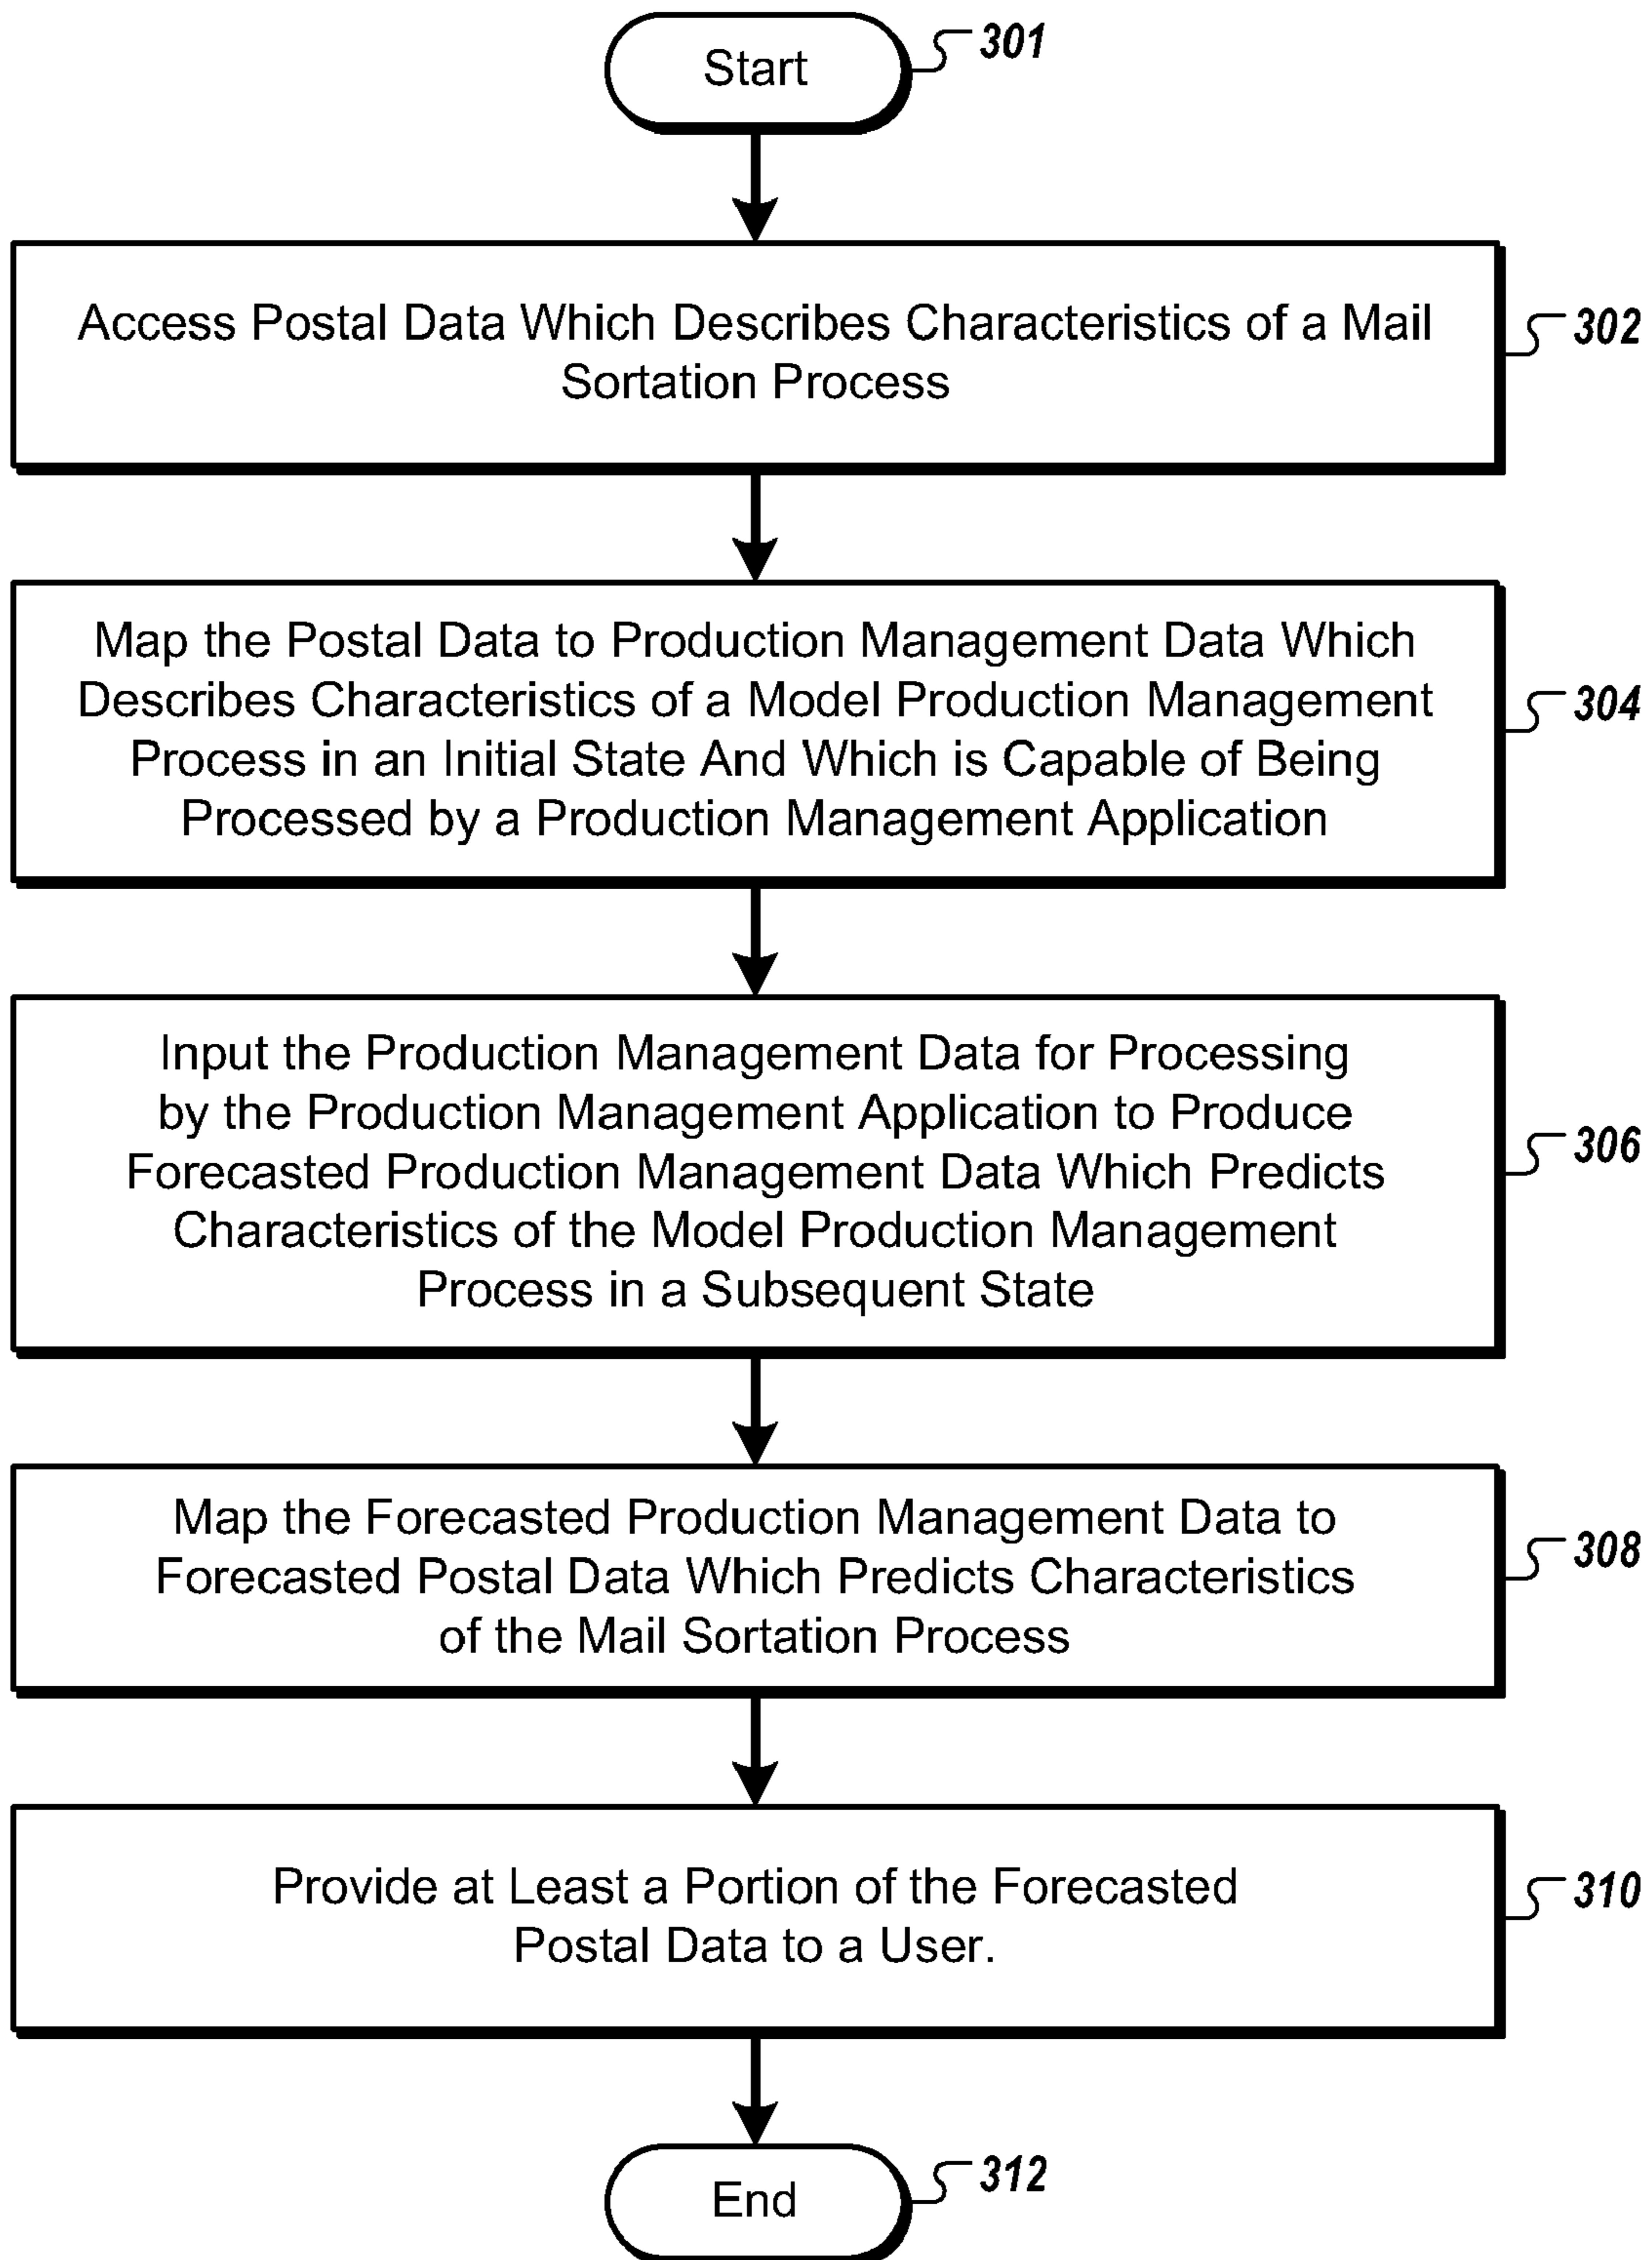 Start
301
Access Postal Data Which Describes Characteristics of a Mail
Sortation Process
302
Map the Postal Data to Production Management Data Which
Describes Characteristics of a Model Production Management
Process in an Initial State And Which is Capable of Being
Processed by a Production Management Application
304
Input the Production Management Data for Processing
by the Production Management Application to Produce
Forecasted Production Management Data Which Predicts
Characteristics of the Model Production Management
Process in a Subsequent State
306
Map the Forecasted Production Management Data to
Forecasted Postal Data Which Predicts Characteristics
of the Mail Sortation Process
308
Provide at Least a Portion of the Forecasted
Postal Data to a User.
310
End
312